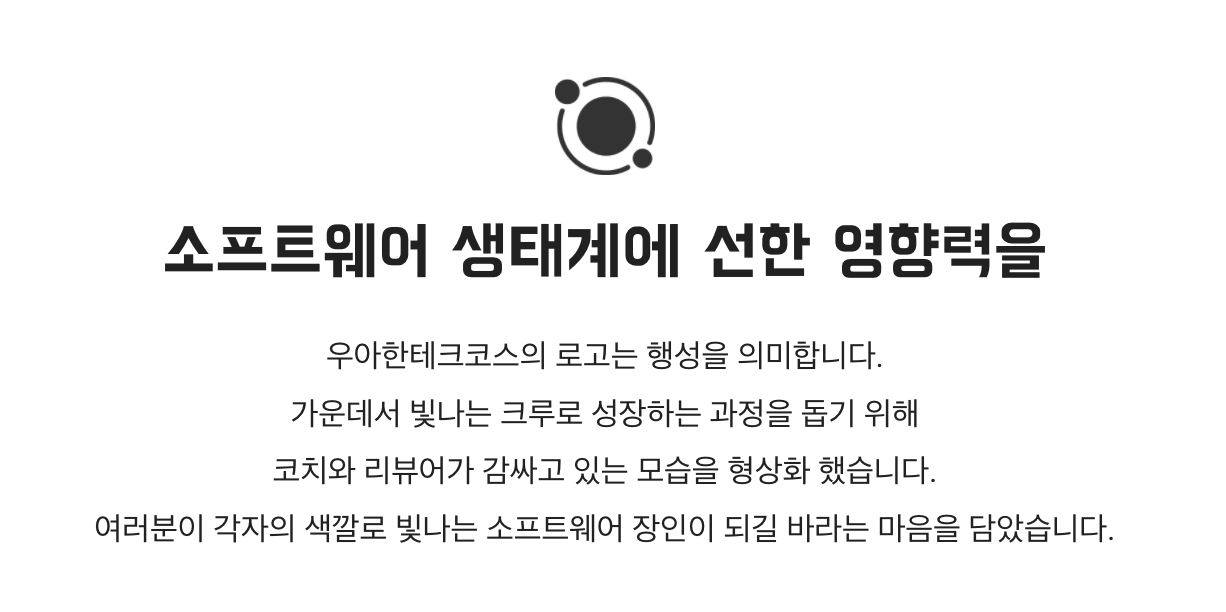 소프트웨어 생태계에 선한 영향력을
우아한테크코스의 로고는 행성을 의미합니다.
가운데서 빛나는 크루로 성장하는 과정을 돕기 위해
코치와 리뷰어가 감싸고 있는 모습을 형상화 했습니다.
여러분이 각자의 색깔로 빛나는 소프트웨어 장인이 되길 바라는 마음을 담았습니다.